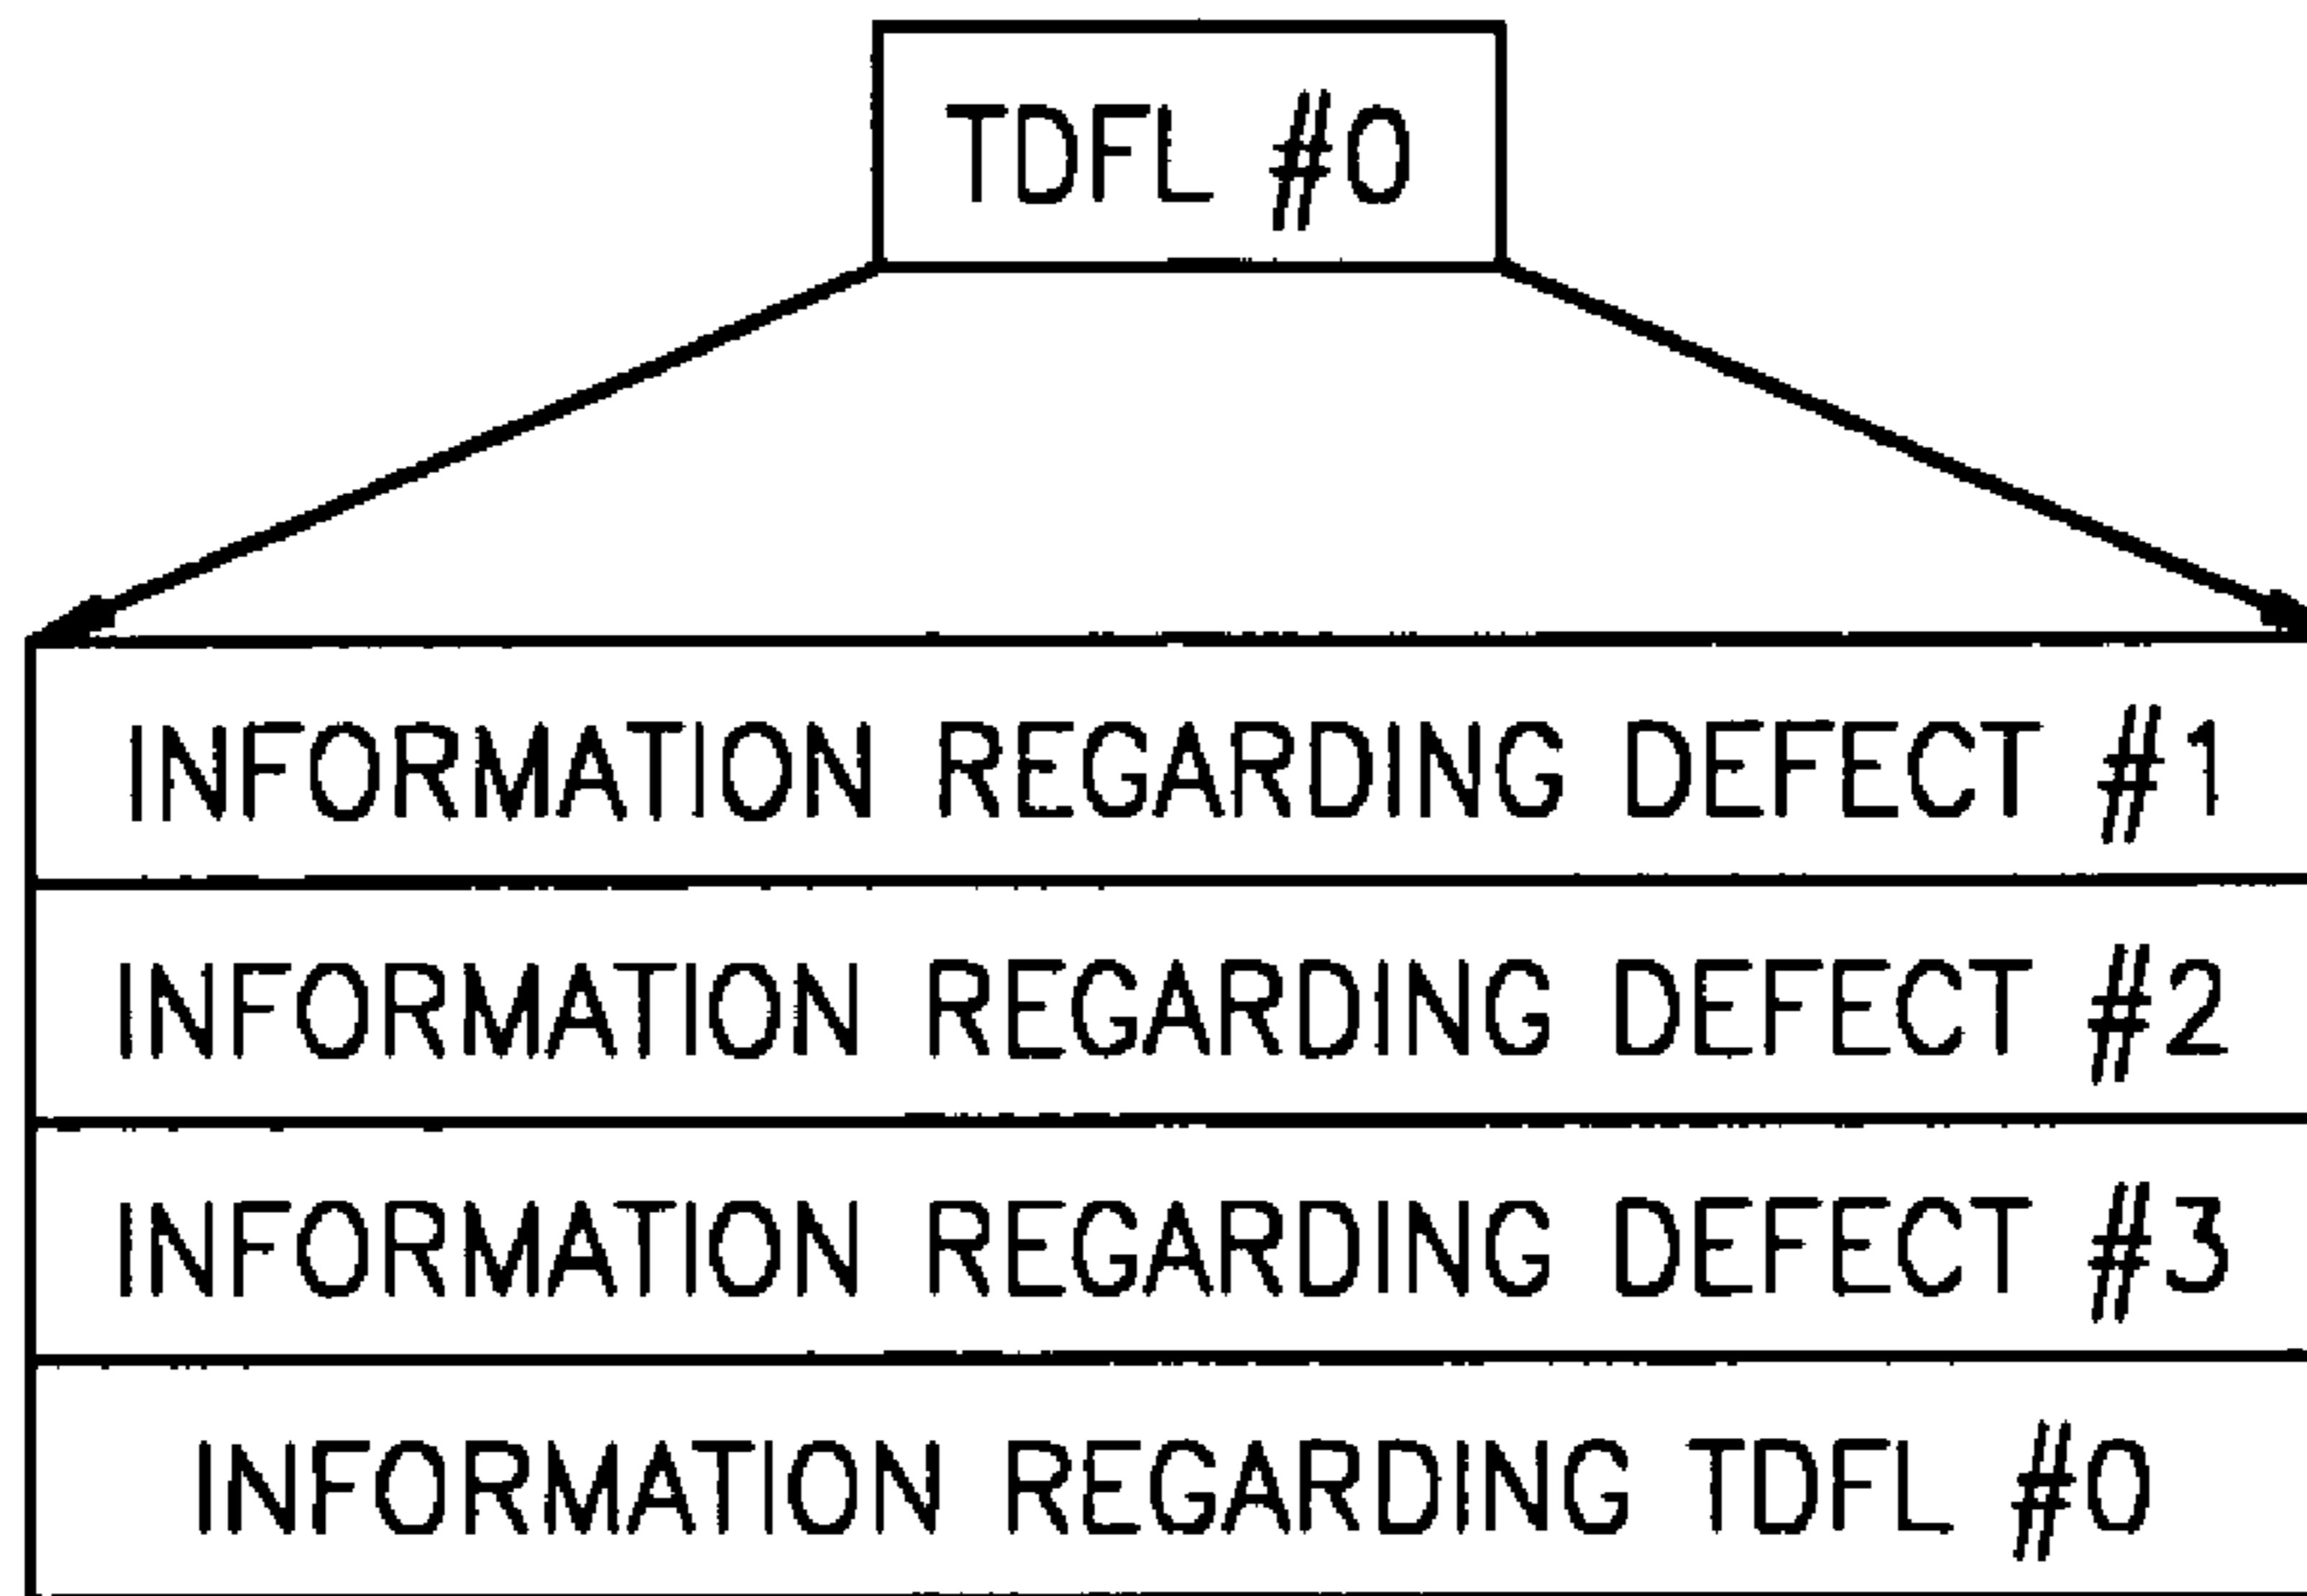 TDFL #0
INFORMATION REGARDING DEFECT #1
INFORMATION REGARDING DEFECT #2
INFORMATION REGARDING DEFECT #3
INFORMATION REGARDING TDFL #0